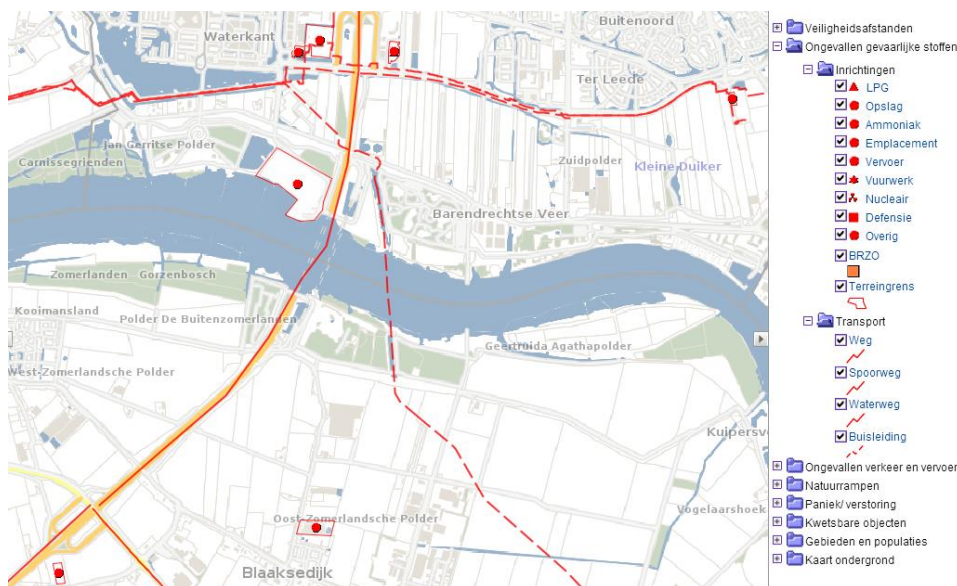 Waterkant
Buitenoord
Ter Leede
Jan Gerritse Polder
Carnissegrienden
Zuidpolder
Kleine Duiker
Barendrechtse Veer
Zomerlanden Gorzenbosch
Kooimansland
Polder De Buitenzomerlanden
Geertruida Agathapolder
West-Zomerlandsche Polder
Vogelaarshoek
Oost-Zomerlandsche Polder
Blaaksedijk
Veiligheidsafstanden
Ongevallen gevaarlijke stoffen
Inrichtingen
LPG
Opslag
Ammoniak
Emplacement
Vervoer
Vuurwerk
Nucleair
Defensie
Overig
BRZO
Terreingrens
Transport
Weg
Spoorweg
Waterweg
Buisleiding
Ongevallen verkeer en vervoer
Natuurrampen
Paniek/verstoring
Kwetsbare objecten
Gebieden en populaties
Kaart ondergrond